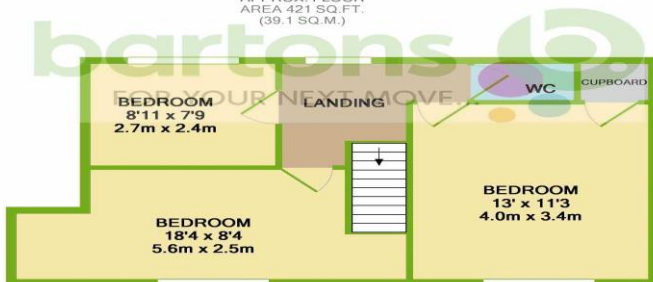 APPROX. FLOOR
AREA 421 SQ.FT.
(39.1 SQ.M.)
bartons
FOR YOUR NEXT MOVE...
BEDROOM
8'11 x 7'9
2.7m x 2.4m
LANDING
WC
CUPBOARD
BEDROOM
13' x 11'3
4.0m x 3.4m
BEDROOM
18'4 x 8'4
5.6m x 2.5m